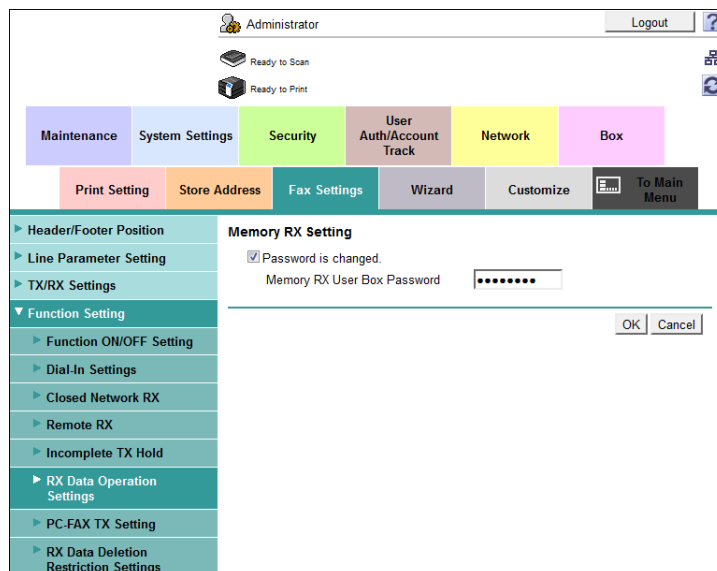 Administrator
Logout
?
Ready to Scan
Ready to Print
Maintenance
System Settings
Security
User
Auth/Account
Track
Network
Box
Print Setting
Store Address
Fax Settings
Wizard
Customize
To Main
Menu
Header/Footer Position
Line Parameter Setting
TX/RX Settings
Function Setting
Function ON/OFF Setting
Dial-In Settings
Closed Network RX
Remote RX
Incomplete TX Hold
RX Data Operation
Settings
PC-FAX TX Setting
RX Data Deletion
Restriction Settings
Memory RX Setting
Password is changed.
Memory RX User Box Password ••••••••
OK Cancel